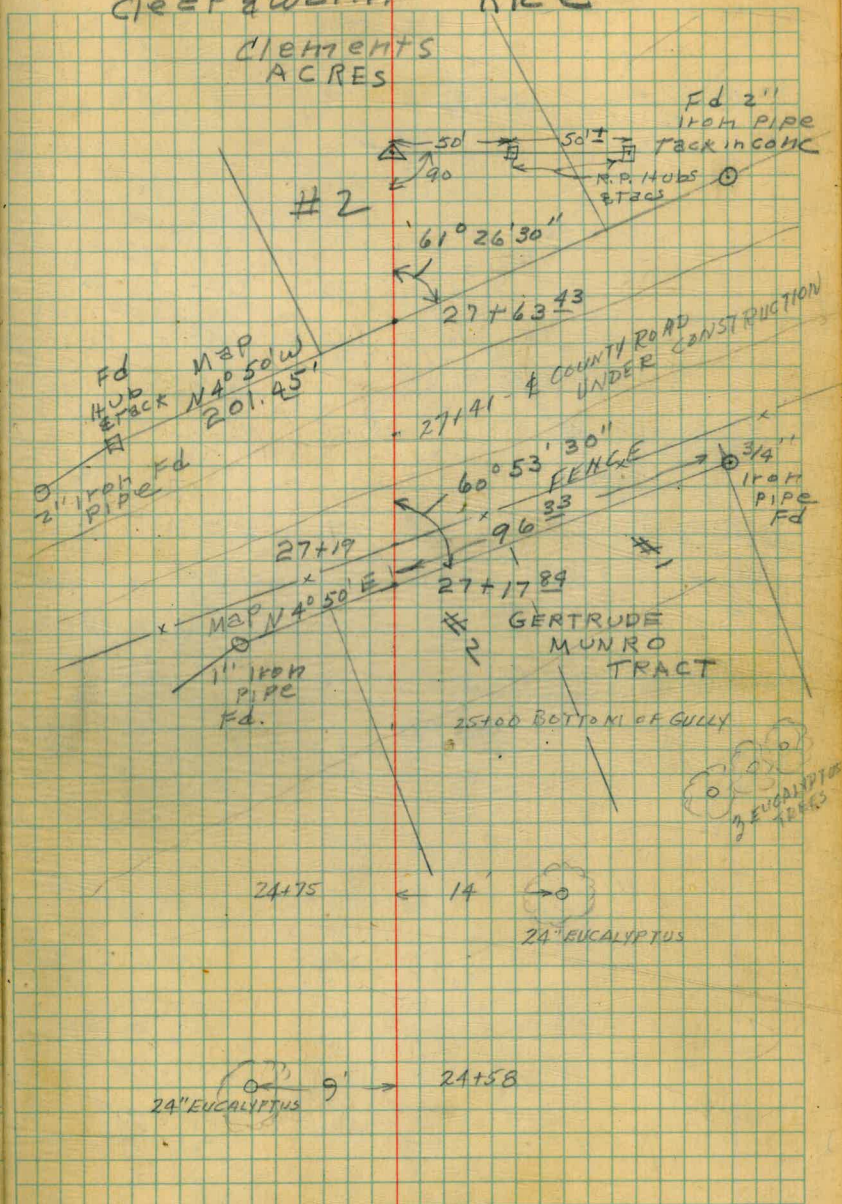 Clements
ACRES
Fd 2"
Iron Pipe
Tack in conc
50'
50'±
90
R.P. Hubs
& Tacs
#2
61° 26' 30"
27+63 43
Map
N 4° 50' W
201.45'
Fd
Hub
& Tack
27+41 - ℄ COUNTY ROAD
UNDER CONSTRUCTION
2" Iron Fd
Pipe
60° 53' 30"
FENCE
3/4"
Iron
Pipe
Fd
96 33
27+19
#1
Map N 4° 50' E
27+17 84
#2
GERTRUDE
MUNRO
TRACT
1" Iron
Pipe
Fd.
25+00 BOTTOM OF GULLY
3 EUCALYPTUS
TREES
24+75
14'
24" EUCALYPTUS
9'
24+58
24" EUCALYPTUS